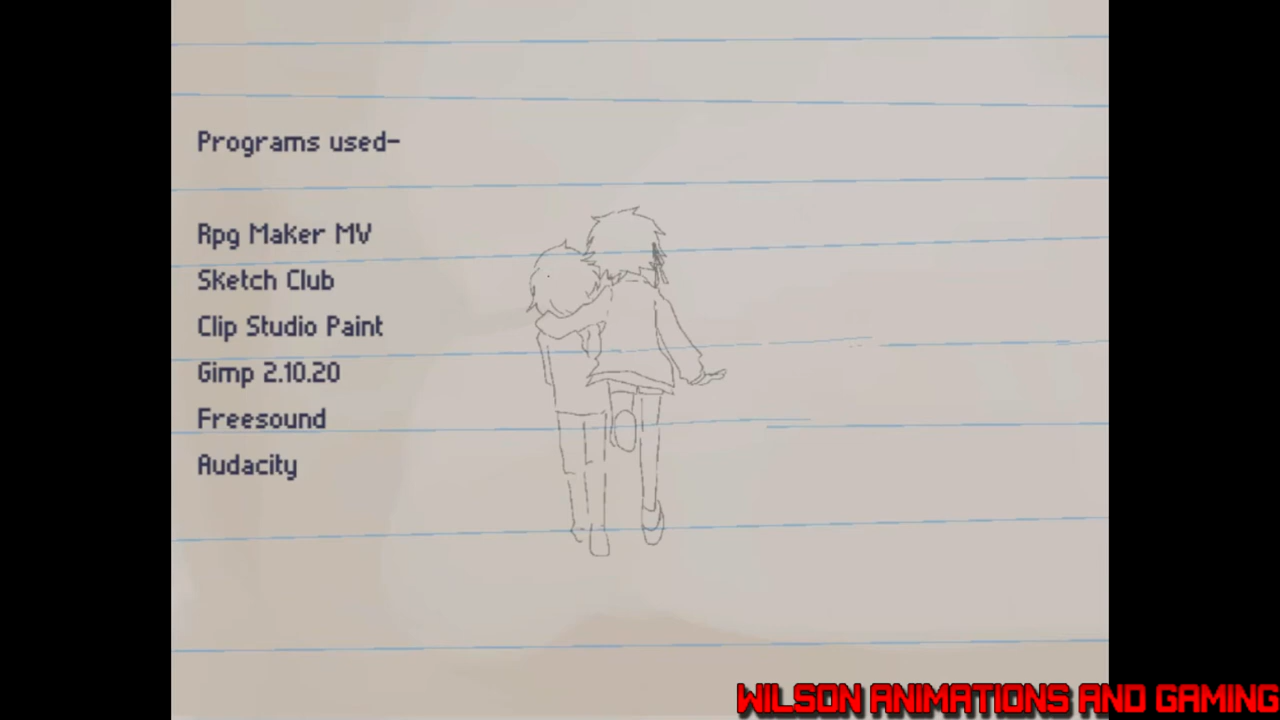 Programs used-
Rpg Maker MV
Sketch Club
Clip Studio Paint
Gimp 2.10.20
Freesound
Audacity
WILSON ANIMATIONS AND GAMING